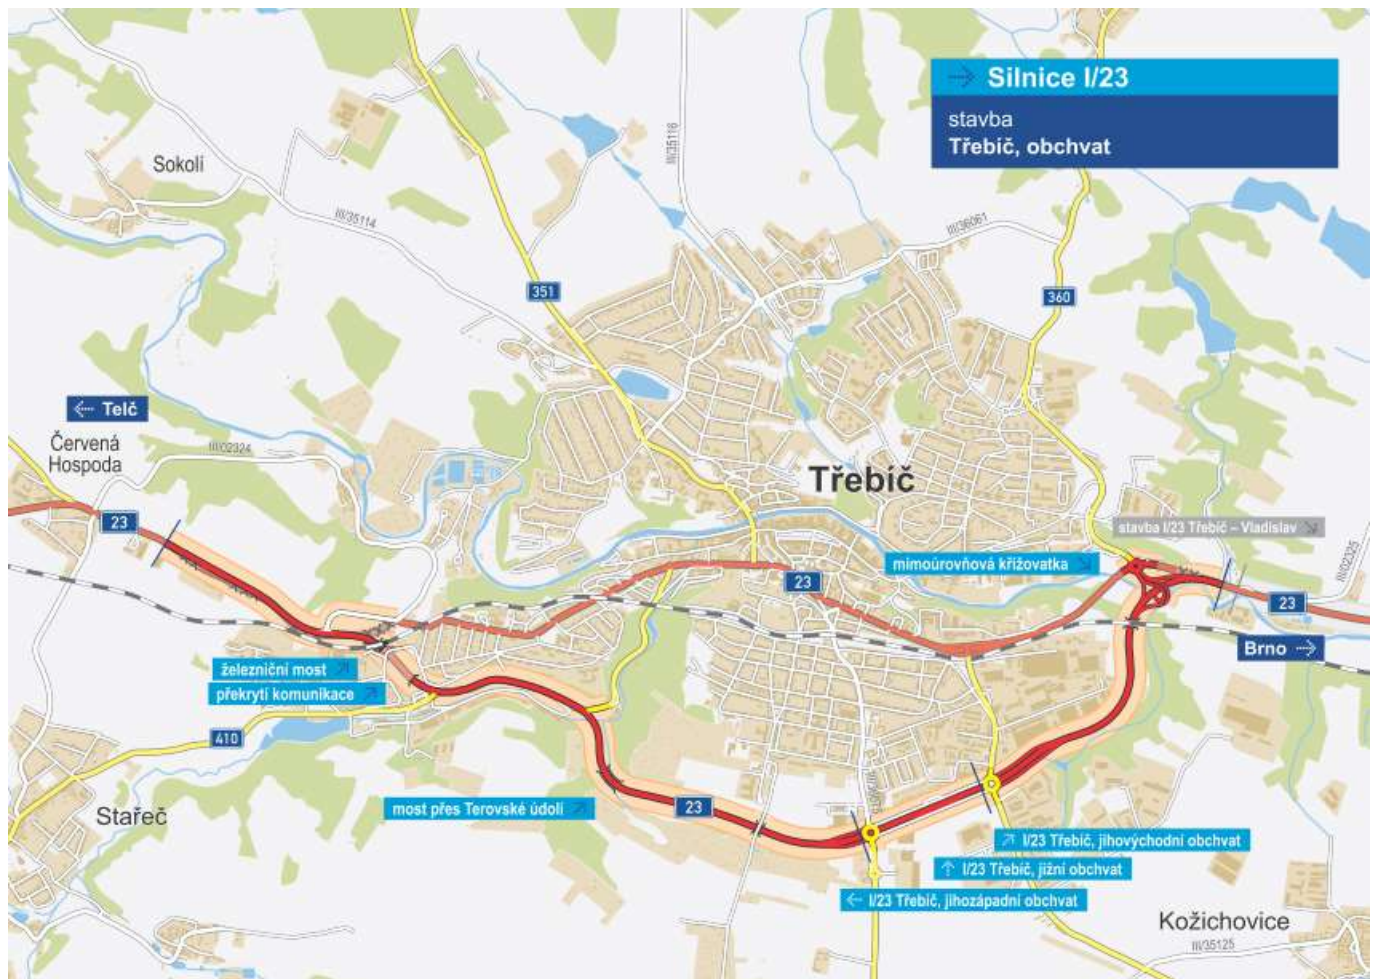 Silnice I/23
stavba
Třebíč, obchvat
III/35116
Sokolí
III/35114
III/36061
351
360
Telč
Červená
Hospoda
III/02324
23
Třebíč
stavba I/23 Třebíč – Vladislav
mimoúrovňová křižovatka
III/02325
23
23
Brno
železniční most
překrytí komunikace
410
most přes Terovské údolí
23
Stařeč
I/23 Třebíč, jihovýchodní obchvat
I/23 Třebíč, jižní obchvat
I/23 Třebíč, jihozápadní obchvat
Kožichovice
III/35125